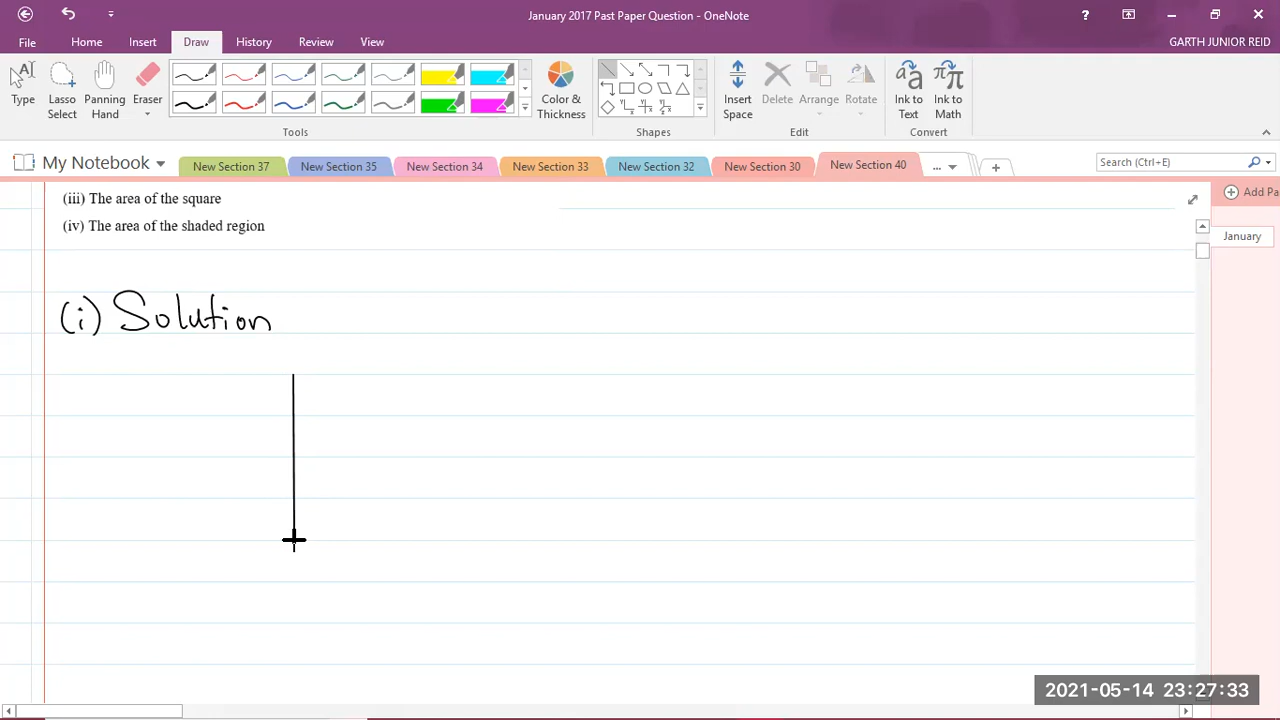 January 2017 Past Paper Question - OneNote
File Home Insert Draw History Review View GARTH JUNIOR REID
Type
Lasso Select
Panning Hand
Eraser
Color & Thickness
Insert Space
Delete
Arrange
Rotate
Ink to Text
Ink to Math
Tools Shapes Edit Convert
My Notebook New Section 37 New Section 35 New Section 34 New Section 33 New Section 32 New Section 30 New Section 40 ... Search (Ctrl+E)
(iii) The area of the square
Add Pa
(iv) The area of the shaded region
January
(i) Solution
2021-05-14 23:27:33